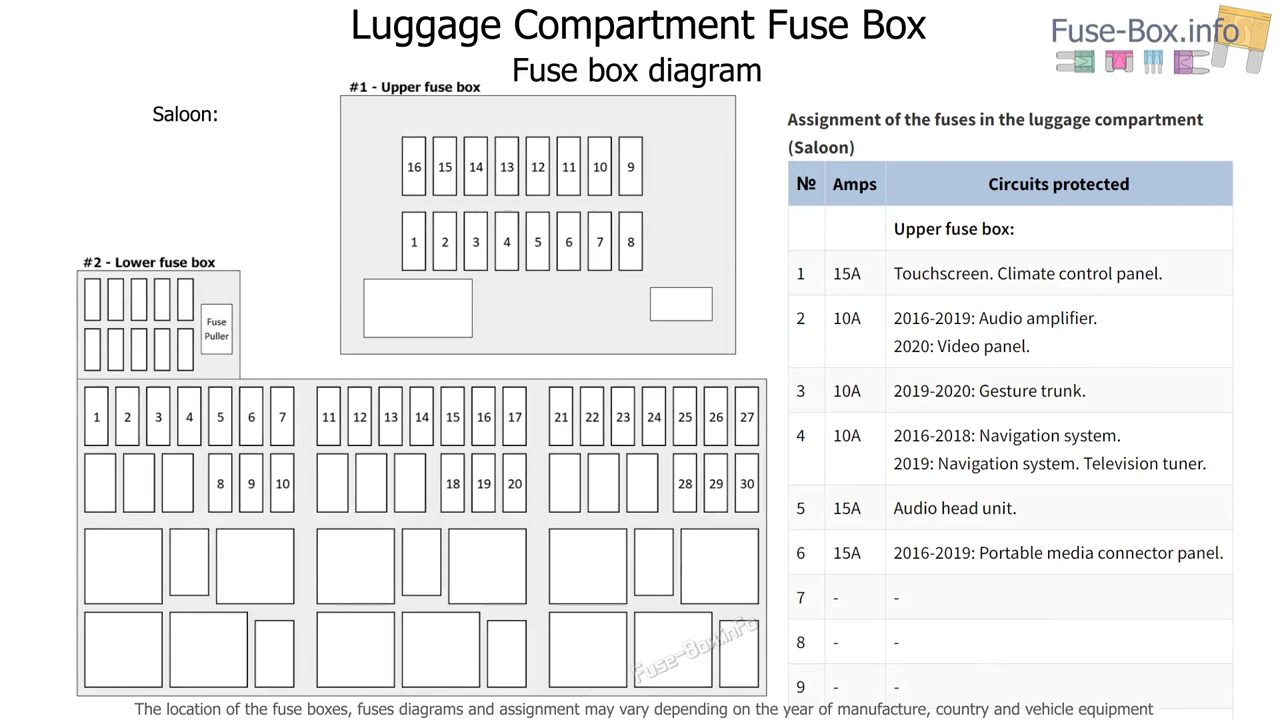 Luggage Compartment Fuse Box
Fuse box diagram
Fuse-Box.info
Saloon:
#1 - Upper fuse box
16 15 14 13 12 11 10 9
1 2 3 4 5 6 7 8
#2 - Lower fuse box
Fuse
Puller
1 2 3 4 5 6 7 11 12 13 14 15 16 17 21 22 23 24 25 26 27
8 9 10 18 19 20 28 29 30
Fuse-Box.info
Assignment of the fuses in the luggage compartment
(Saloon)
№ Amps Circuits protected
Upper fuse box:
1 15A Touchscreen. Climate control panel.
2 10A 2016-2019: Audio amplifier.
2020: Video panel.
3 10A 2019-2020: Gesture trunk.
4 10A 2016-2018: Navigation system.
2019: Navigation system. Television tuner.
5 15A Audio head unit.
6 15A 2016-2019: Portable media connector panel.
7 - -
8 - -
9 - -
The location of the fuse boxes, fuses diagrams and assignment may vary depending on the year of manufacture, country and vehicle equipment